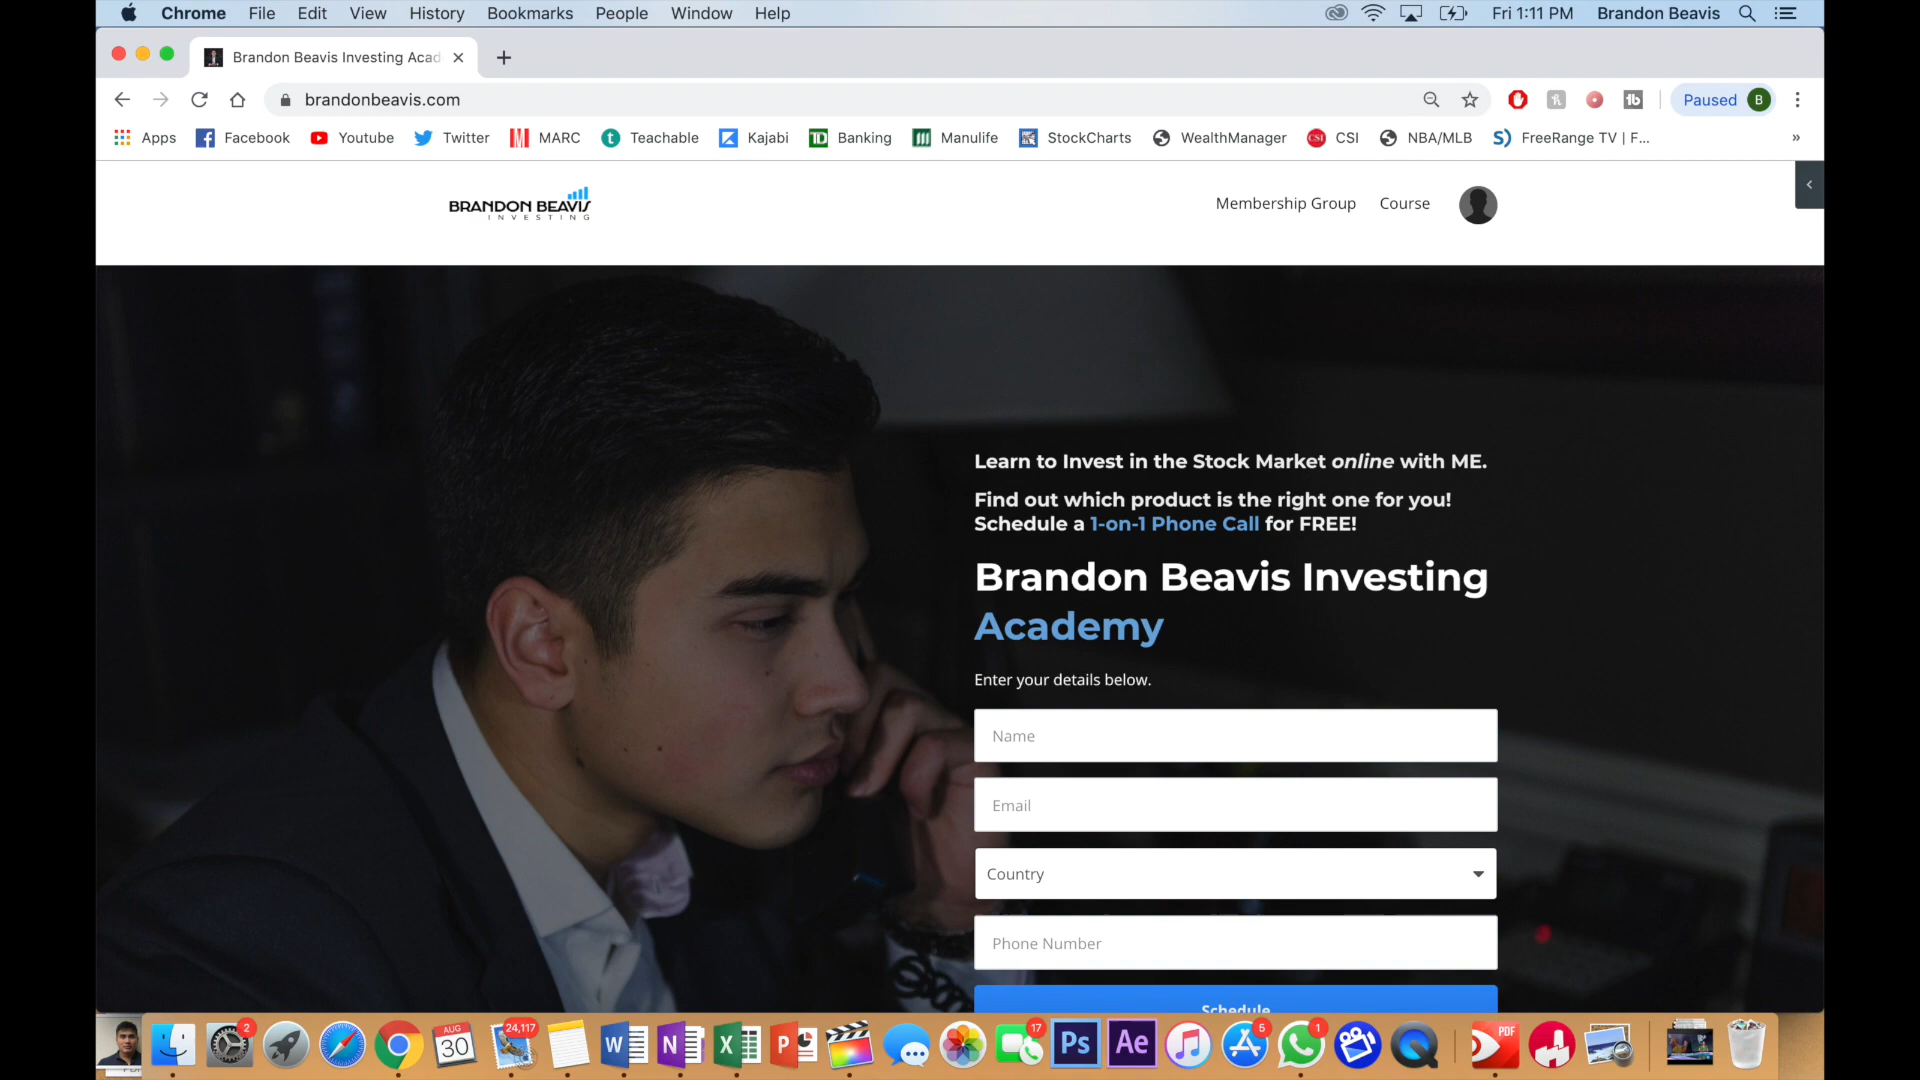 Chrome File Edit View History Bookmarks People Window Help Fri 1:11 PM Brandon Beavis
Brandon Beavis Investing Acad
brandonbeavis.com Paused B
Apps Facebook Youtube Twitter MARC Teachable Kajabi Banking Manulife StockCharts WealthManager CSI NBA/MLB FreeRange TV | F... »
BRANDON BEAVIS
INVESTING
Membership Group Course
Learn to Invest in the Stock Market online with ME.
Find out which product is the right one for you!
Schedule a 1-on-1 Phone Call for FREE!
Brandon Beavis Investing
Academy
Enter your details below.
Name
Email
Country
Phone Number
Schedule
2 AUG 30 24,117 W N X P 17 Ps Ae 5 1 PDF